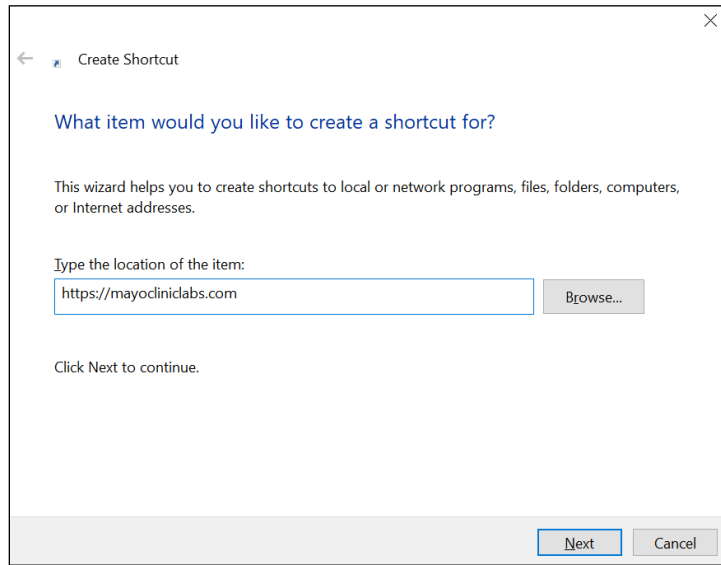 Create Shortcut
What item would you like to create a shortcut for?
This wizard helps you to create shortcuts to local or network programs, files, folders, computers,
or Internet addresses.
Type the location of the item:
https://mayocliniclabs.com
Browse...
Click Next to continue.
Next
Cancel